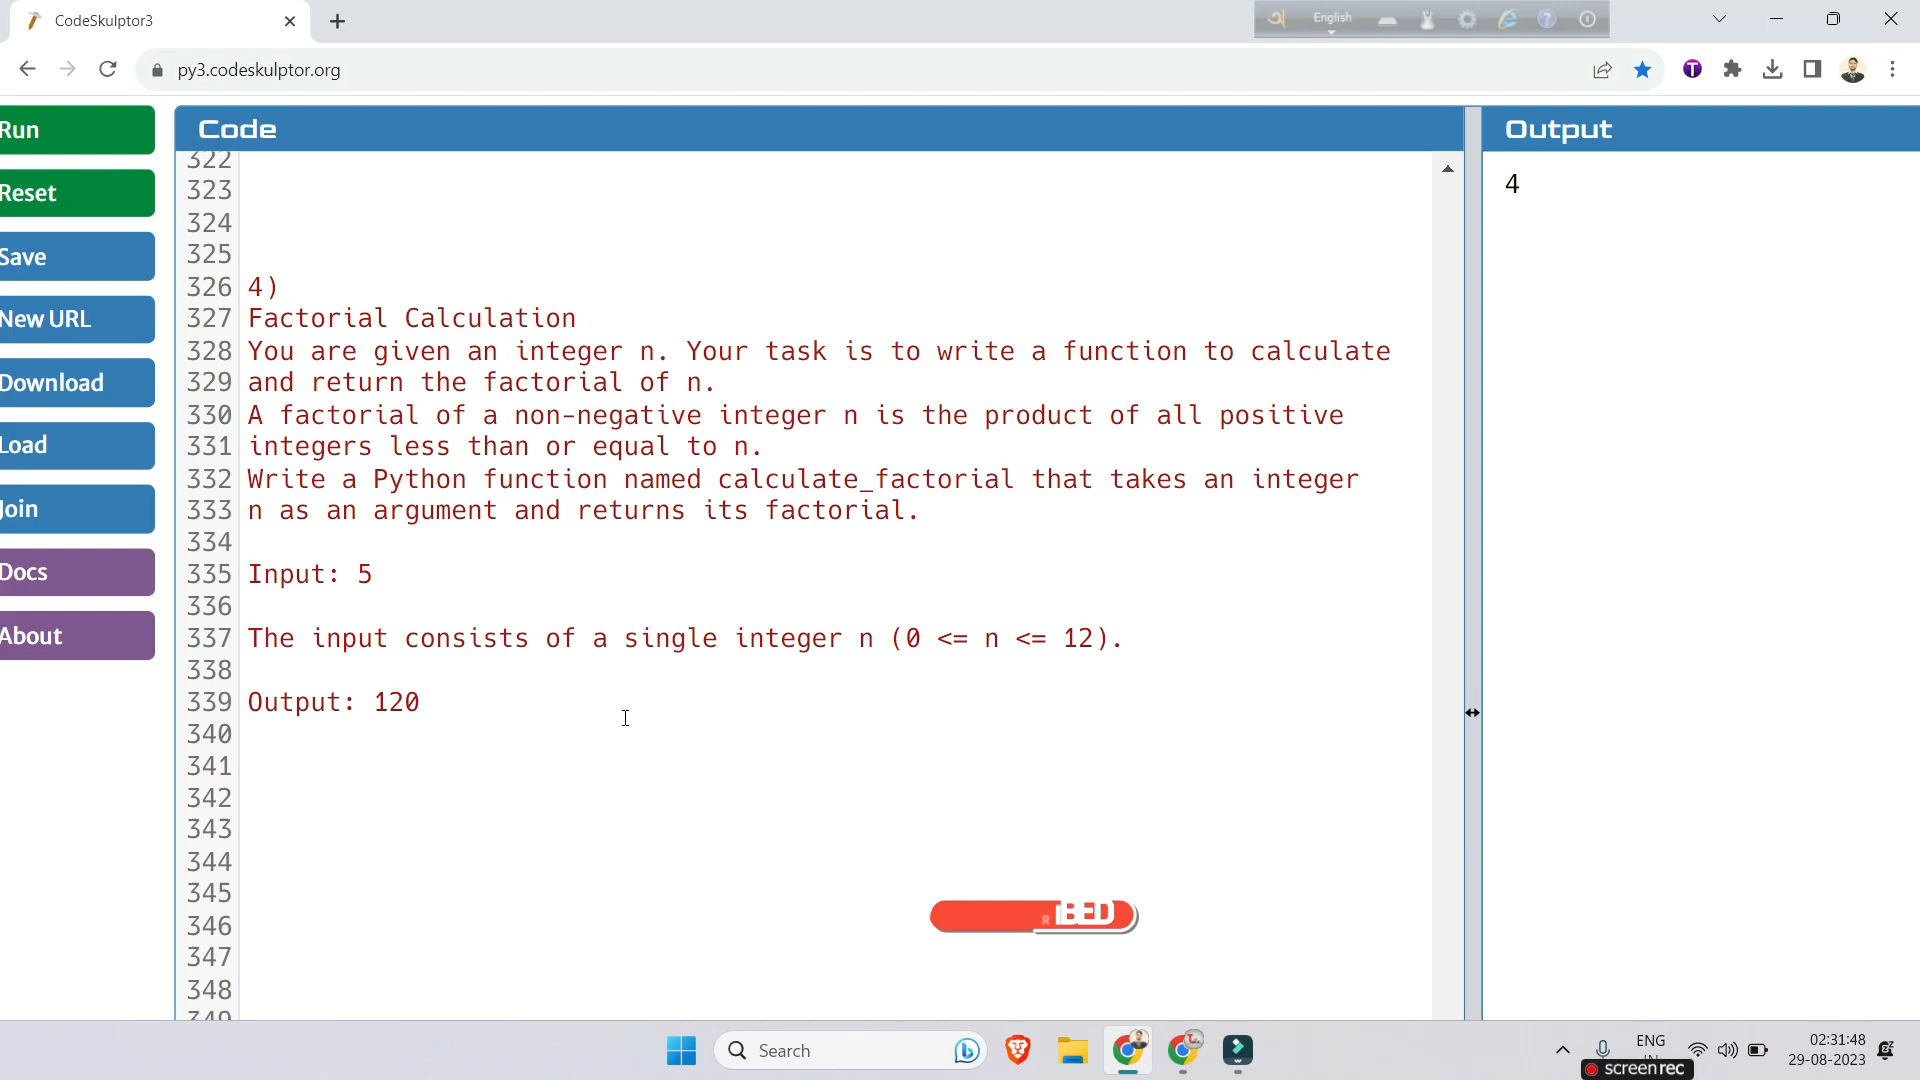 CodeSkulptor3
English
py3.codeskulptor.org
Run
Reset
Save
New URL
Download
Load
Join
Docs
About
Code
Output
4
322
323
324
325
326 4)
327 Factorial Calculation
328 You are given an integer n. Your task is to write a function to calculate
329 and return the factorial of n.
330 A factorial of a non-negative integer n is the product of all positive
331 integers less than or equal to n.
332 Write a Python function named calculate_factorial that takes an integer
333 n as an argument and returns its factorial.
334
335 Input: 5
336
337 The input consists of a single integer n (0 <= n <= 12).
338
339 Output: 120
340
341
342
343
344
345
346
347
348
349
Search
ENG
02:31:48
29-08-2023
screenrec